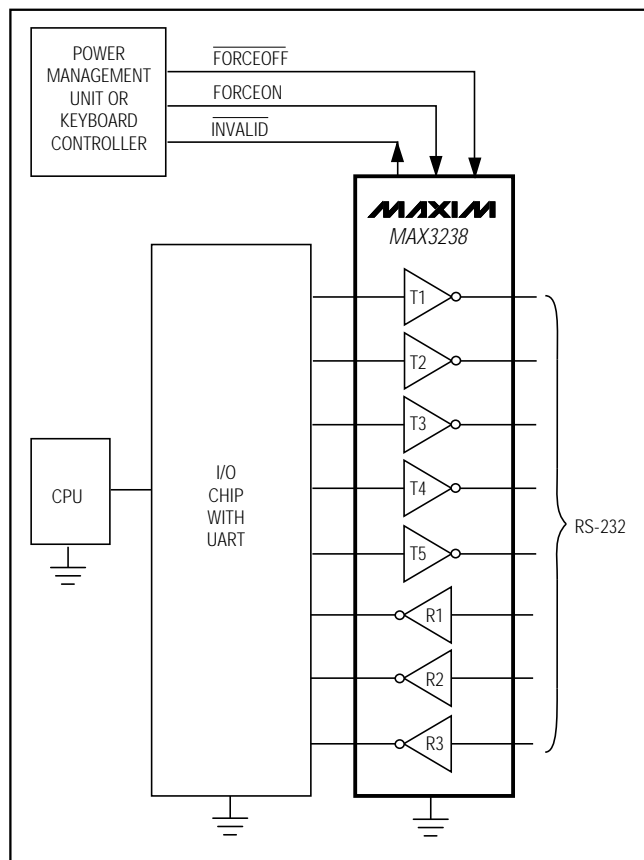 POWER
MANAGEMENT
UNIT OR
KEYBOARD
CONTROLLER
FORCEOFF
FORCEON
INVALID
MAXIM
MAX3238
T1
T2
T3
T4
T5
R1
R2
R3
CPU
I/O
CHIP
WITH
UART
RS-232